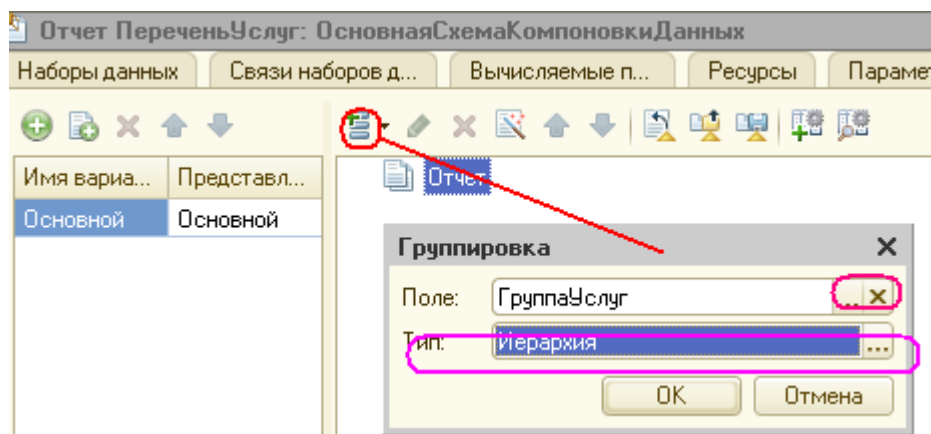 Отчет ПереченьУслуг: ОсновнаяСхемаКомпоновкиДанных
Наборы данных Связи наборов д... Вычисляемые п... Ресурсы Параме
Имя вариа... Представл...
Отчет
Основной Основной
Группировка
Поле: ГруппаУслуг ...
Тип: Иерархия ...
OK Отмена